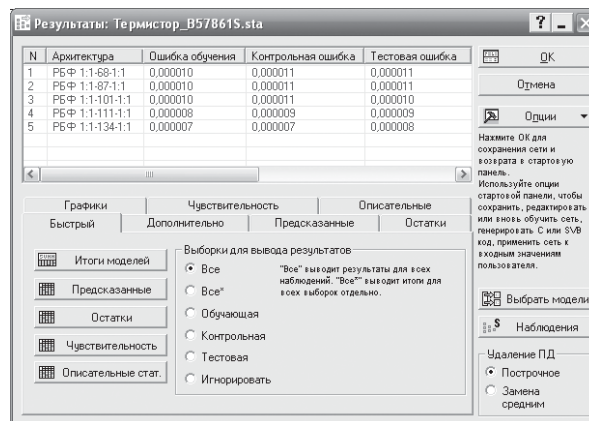 Результаты: Термистор_B57861S.sta
N Архитектура Ошибка обучения Контрольная ошибка Тестовая ошибка
1 РБФ 1:1-68-1:1 0,000010 0,000011 0,000011
2 РБФ 1:1-87-1:1 0,000010 0,000011 0,000011
3 РБФ 1:1-101-1:1 0,000010 0,000011 0,000010
4 РБФ 1:1-111-1:1 0,000008 0,000009 0,000009
5 РБФ 1:1-134-1:1 0,000007 0,000007 0,000008
OK
Отмена
Опции
Нажмите ОК для
сохранения сети и
возврата в стартовую
панель.
Используйте опции
стартовой панели, чтобы
сохранить, редактировать
или вновь обучить сеть,
генерировать С или SVB
код, применить сеть к
входным значениям
пользователя.
Выбрать модели
Наблюдения
Удаление ПД
Построчное
Замена
средним
Графики Чувствительность Описательные
Быстрый Дополнительно Предсказанные Остатки
Итоги моделей
Предсказанные
Остатки
Чувствительность
Описательные стат.
Выборки для вывода результатов
Все
Все*
Обучающая
Контрольная
Тестовая
Игнорировать
"Все" выводит результаты для всех
наблюдений. "Все*" выводит итоги для
всех выборок отдельно.